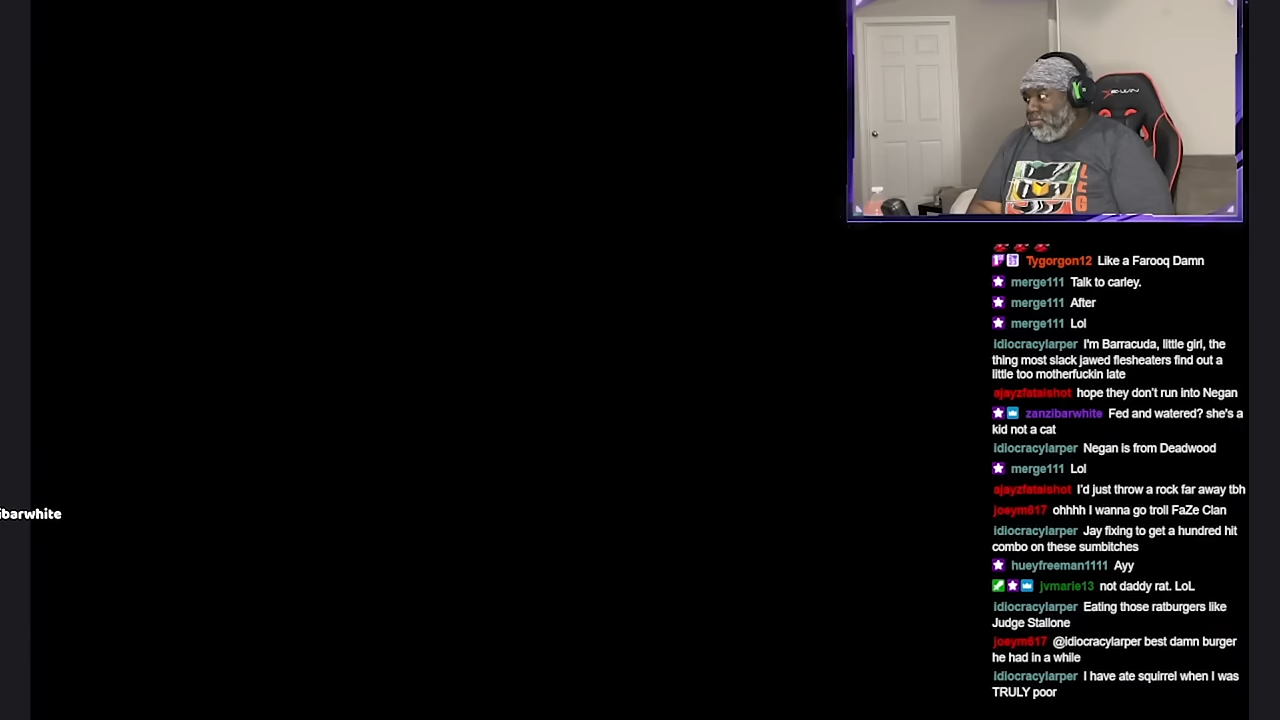 E-WIN
LEG
Tygorgon12 Like a Farooq Damn
merge111 Talk to carley.
merge111 After
merge111 Lol
idiocracylarper I'm Barracuda, little girl, the
thing most slack jawed flesheaters find out a
little too motherfuckin late
ajayzfatalshot hope they don't run into Negan
zanzibarwhite Fed and watered? she's a
kid not a cat
idiocracylarper Negan is from Deadwood
merge111 Lol
ajayzfatalshot I'd just throw a rock far away tbh
joeym617 ohhhh I wanna go troll FaZe Clan
ibarwhite
idiocracylarper Jay fixing to get a hundred hit
combo on these sumbitches
hueyfreeman1111 Ayy
jvmarie13 not daddy rat. LoL
idiocracylarper Eating those ratburgers like
Judge Stallone
joeym617 @idiocracylarper best damn burger
he had in a while
idiocracylarper I have ate squirrel when I was
TRULY poor